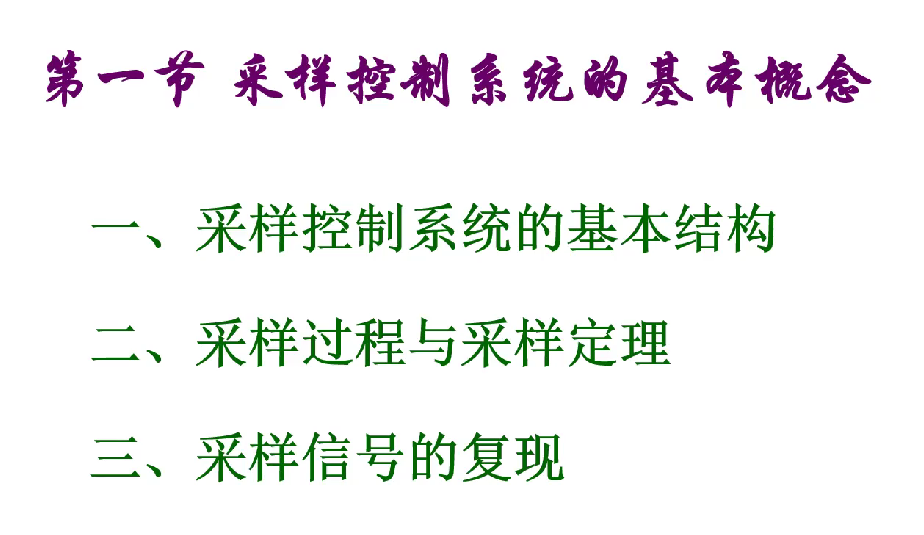 第一节 采样控制系统的基本概念
一、采样控制系统的基本结构
二、采样过程与采样定理
三、采样信号的复现